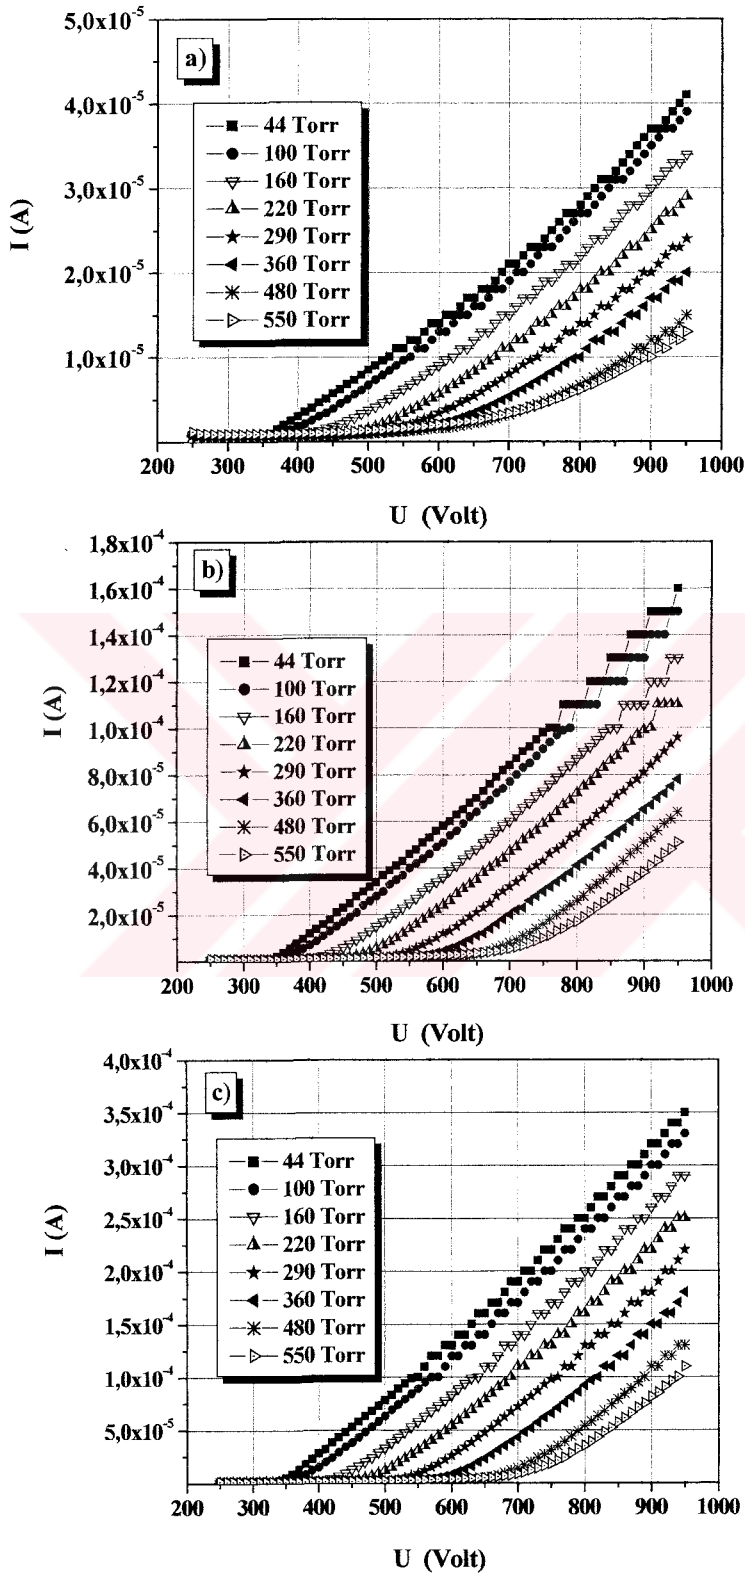 5,0x10⁻⁵
a)
4,0x10⁻⁵
3,0x10⁻⁵
2,0x10⁻⁵
1,0x10⁻⁵
I (A)
44 Torr
100 Torr
160 Torr
220 Torr
290 Torr
360 Torr
480 Torr
550 Torr
200 300 400 500 600 700 800 900 1000
U (Volt)
1,8x10⁻⁴
b)
1,6x10⁻⁴
1,4x10⁻⁴
1,2x10⁻⁴
1,0x10⁻⁴
8,0x10⁻⁵
6,0x10⁻⁵
4,0x10⁻⁵
2,0x10⁻⁵
I (A)
44 Torr
100 Torr
160 Torr
220 Torr
290 Torr
360 Torr
480 Torr
550 Torr
200 300 400 500 600 700 800 900 1000
U (Volt)
4,0x10⁻⁴
c)
3,5x10⁻⁴
3,0x10⁻⁴
2,5x10⁻⁴
2,0x10⁻⁴
1,5x10⁻⁴
1,0x10⁻⁴
5,0x10⁻⁵
I (A)
44 Torr
100 Torr
160 Torr
220 Torr
290 Torr
360 Torr
480 Torr
550 Torr
200 300 400 500 600 700 800 900 1000
U (Volt)